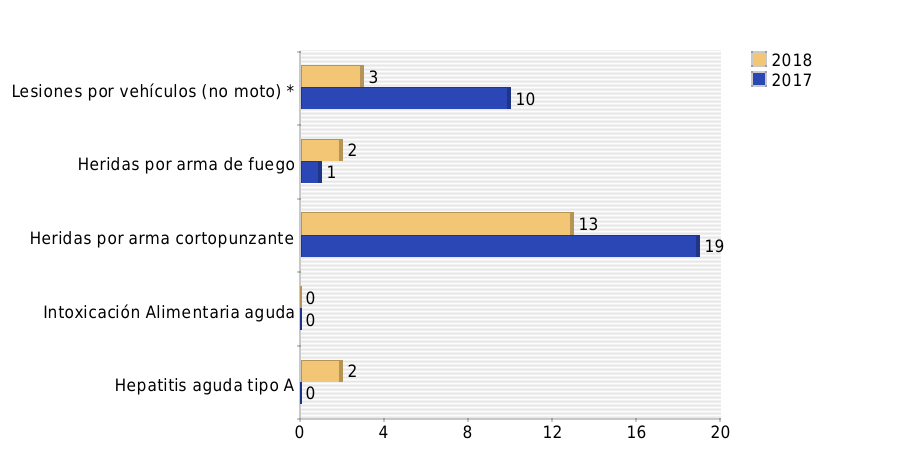 2018
2017
Lesiones por vehículos (no moto) *
3
10
Heridas por arma de fuego
2
1
Heridas por arma cortopunzante
13
19
Intoxicación Alimentaria aguda
0
0
Hepatitis aguda tipo A
2
0
0 4 8 12 16 20